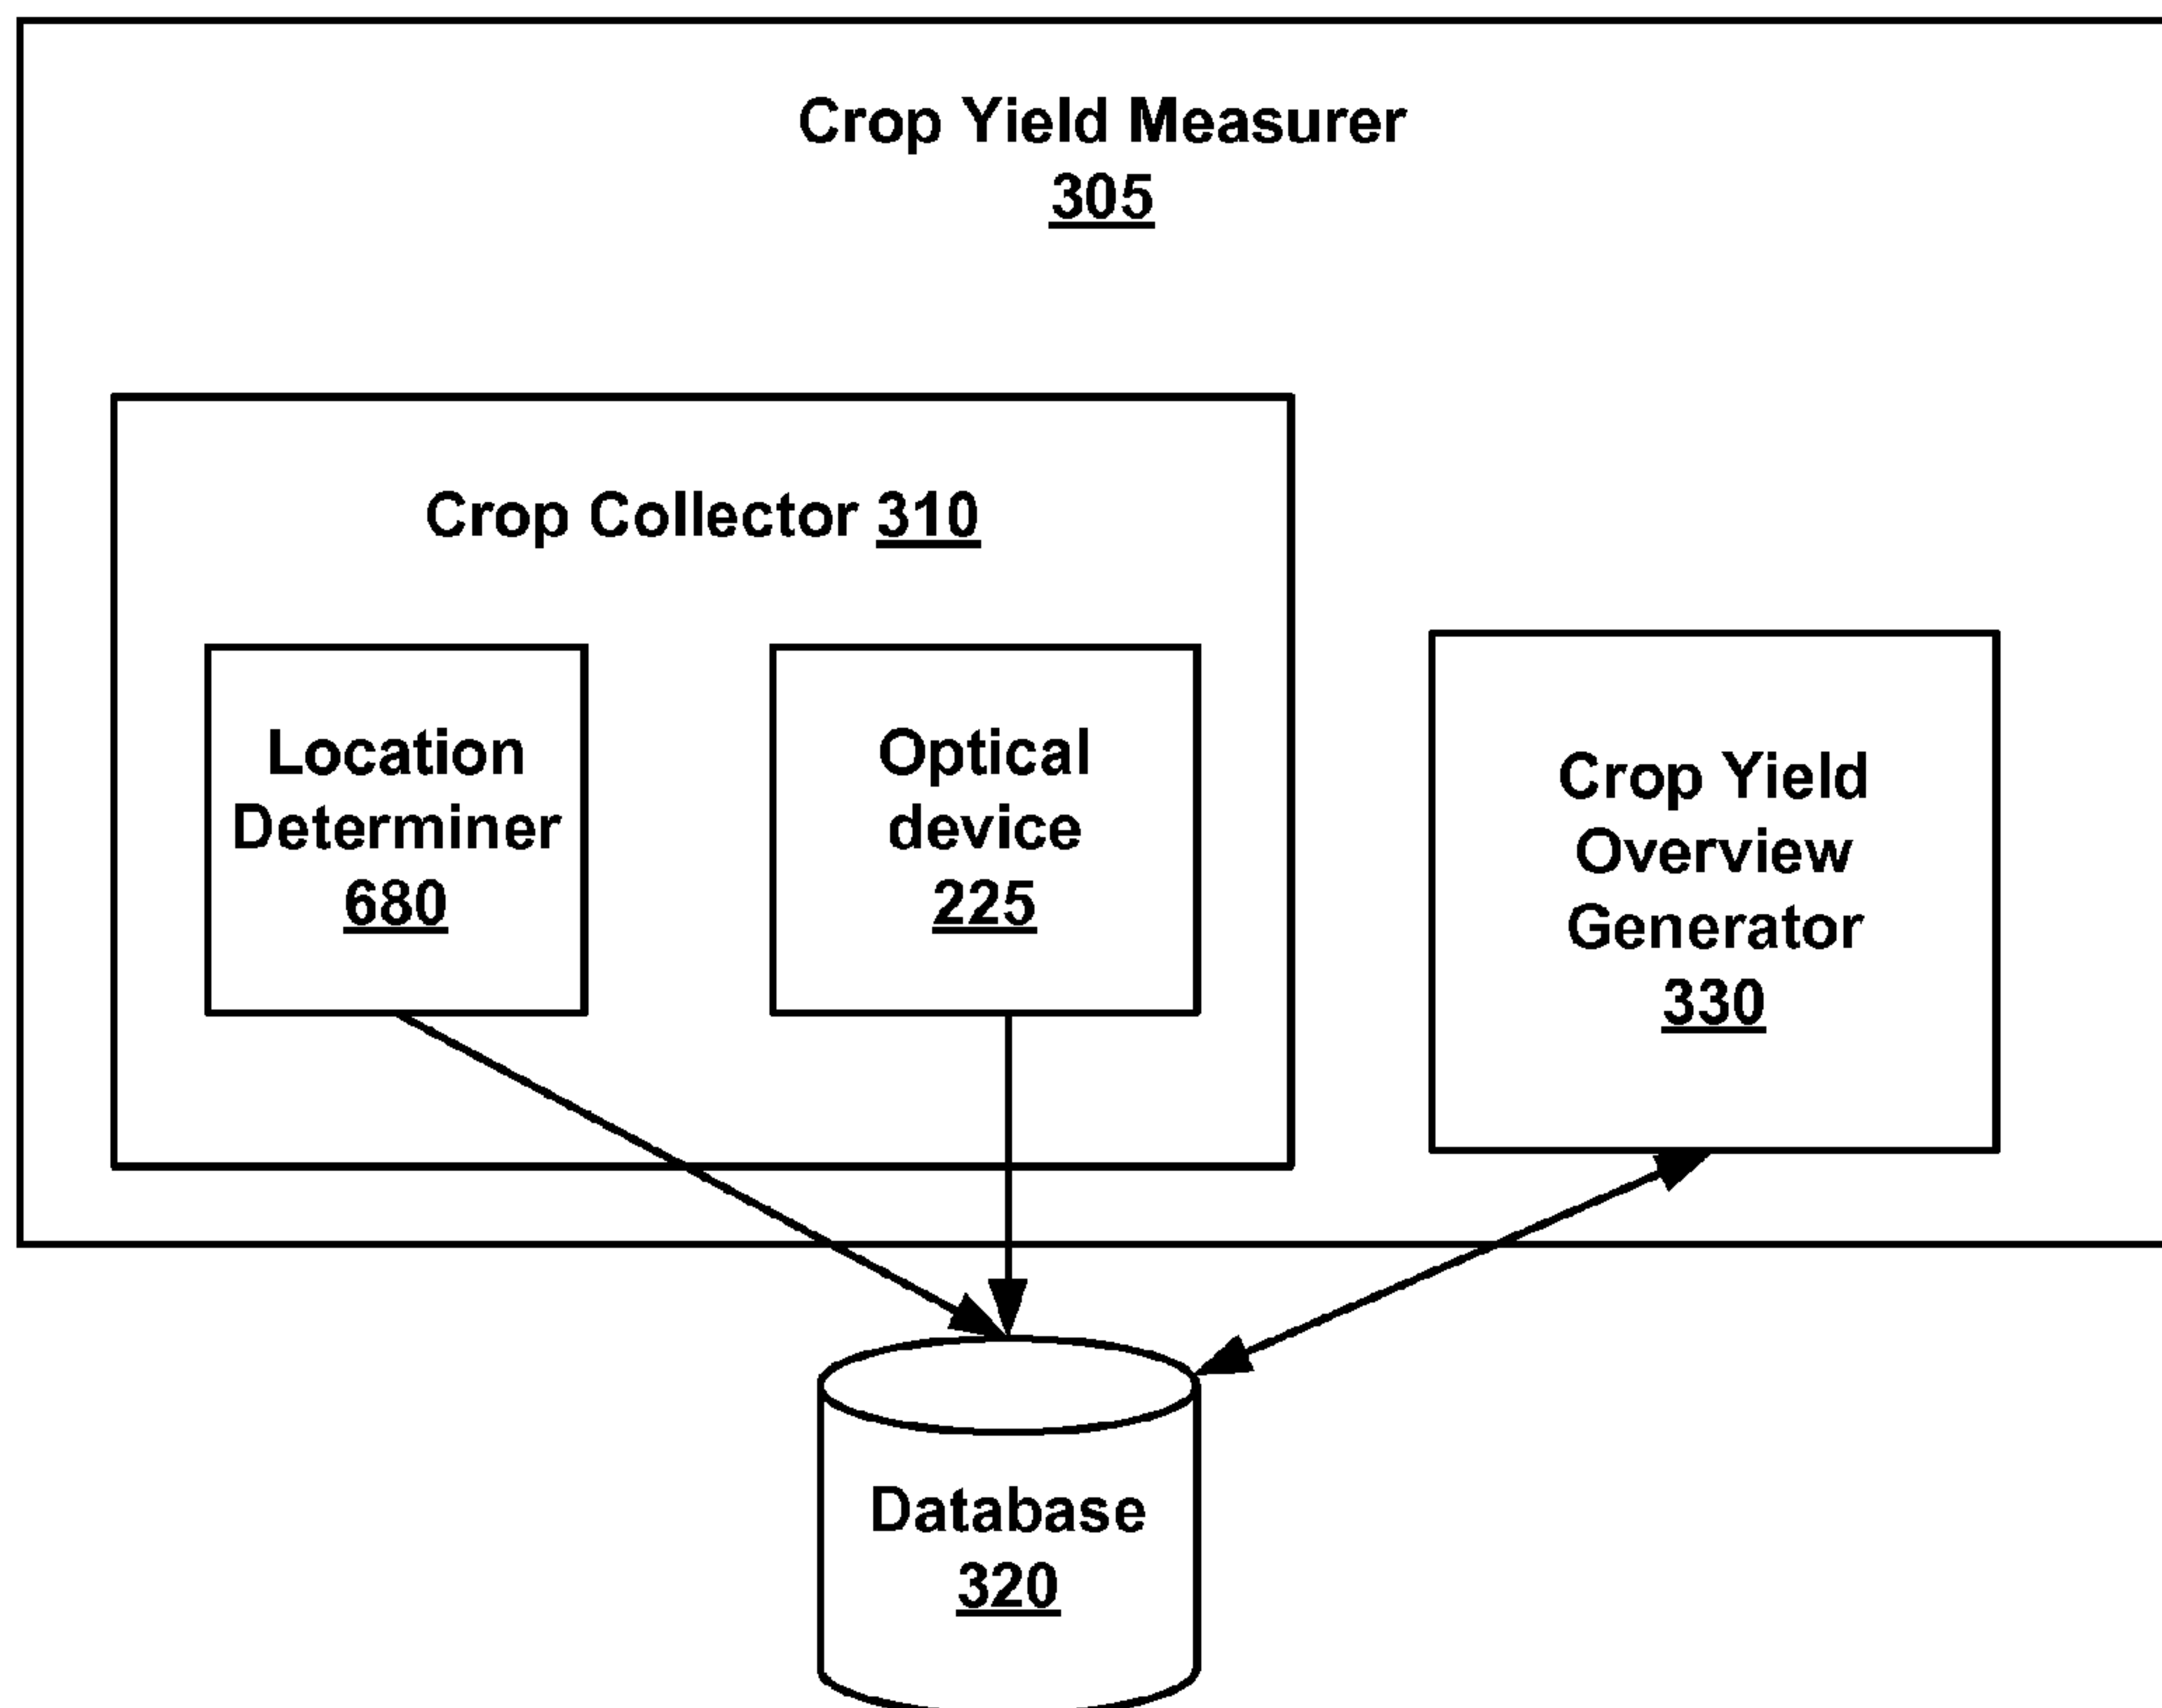 Crop Yield Measurer
305
Crop Collector 310
Location
Determiner
680
Optical
device
225
Crop Yield
Overview
Generator
330
Database
320